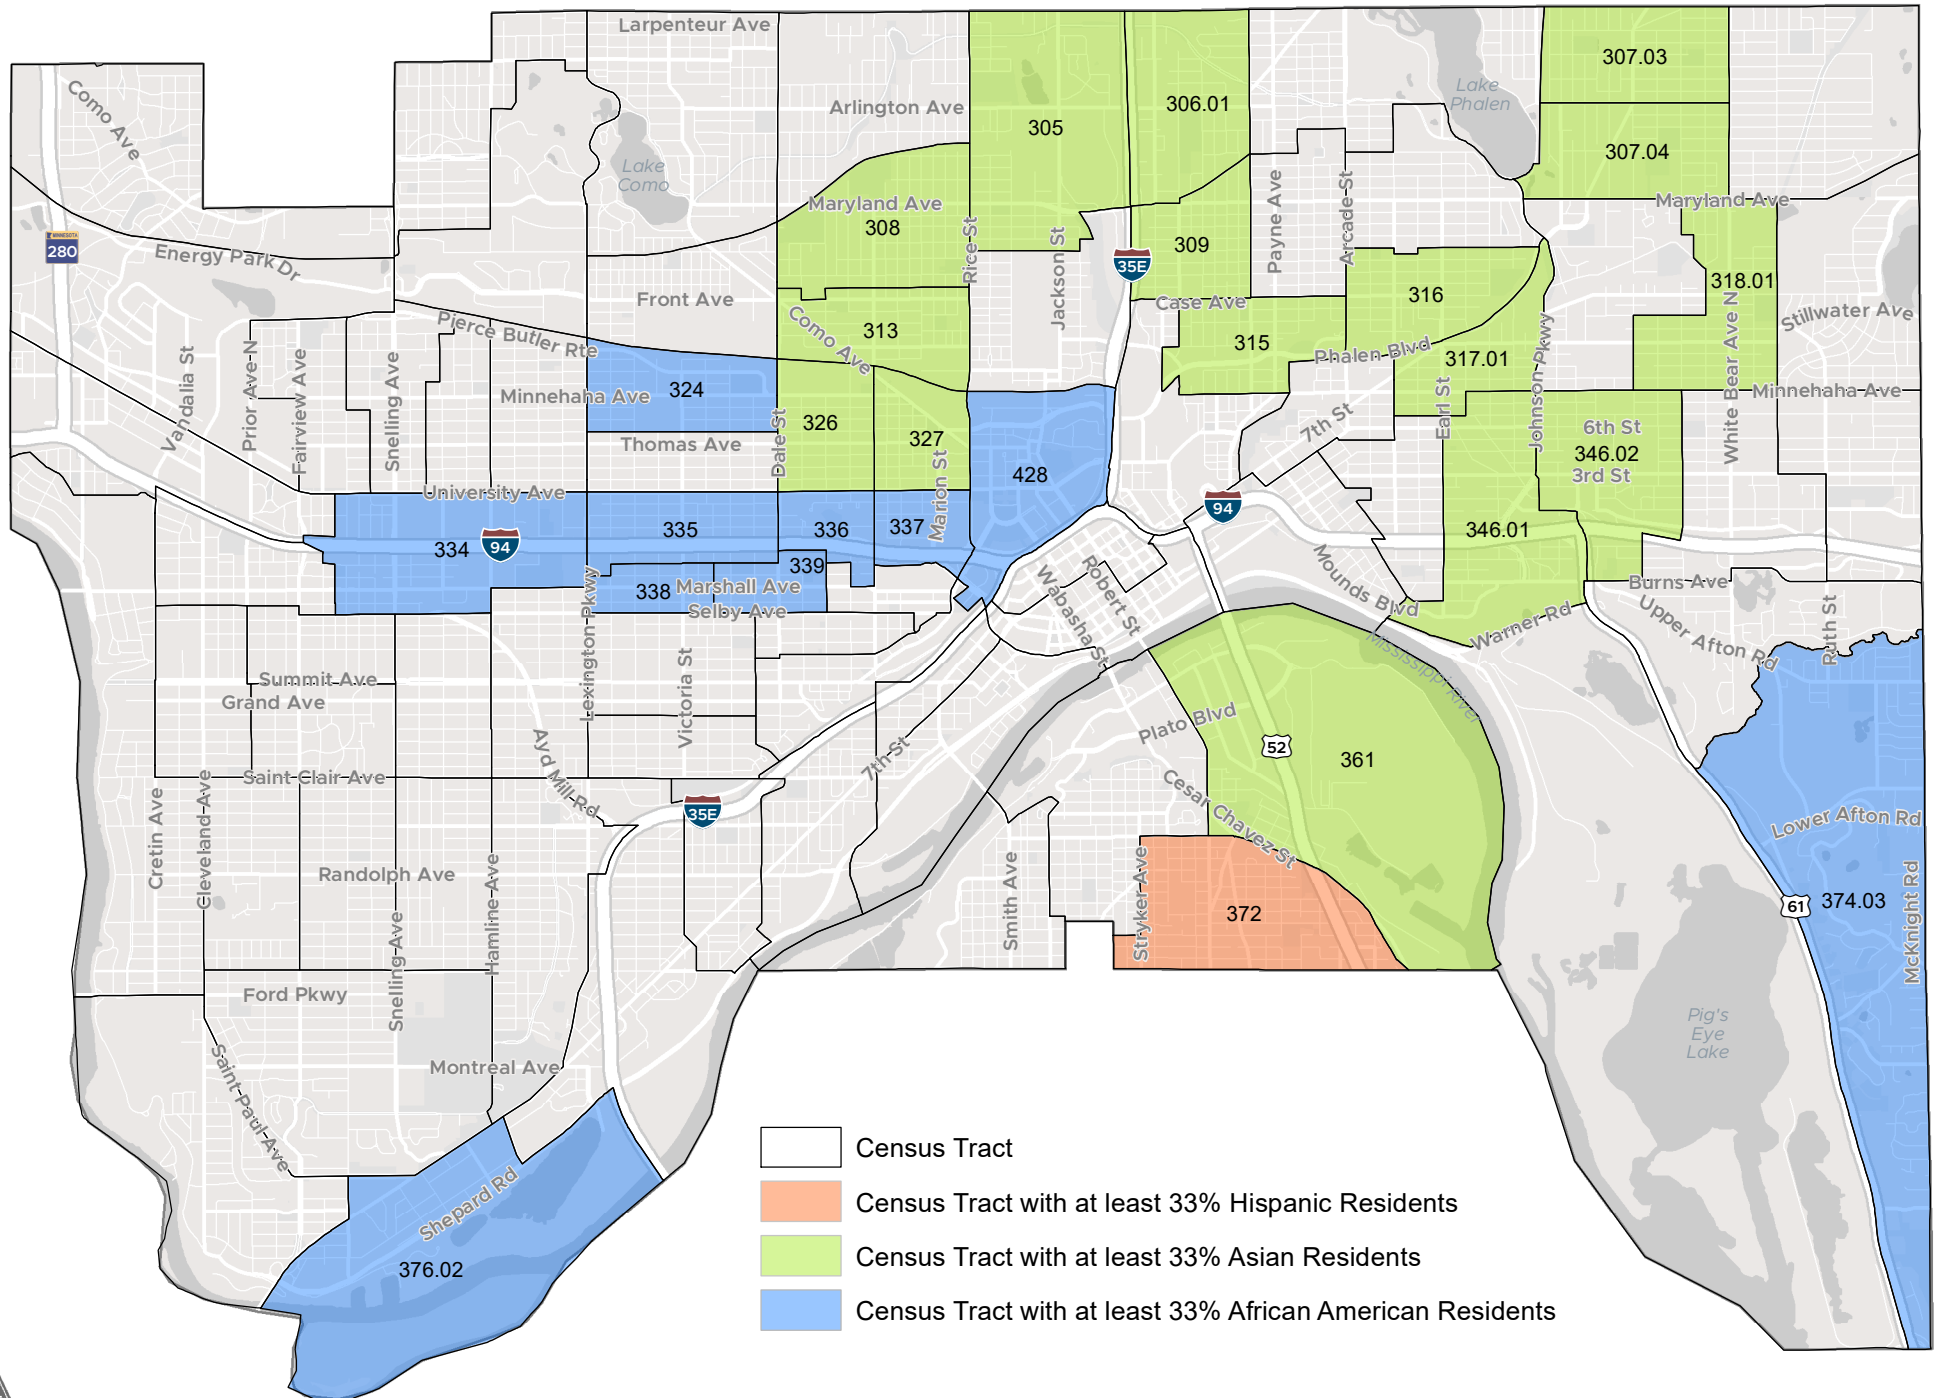 Larpenteur Ave
307.03
Como Ave
Lake
Phalen
306.01
Arlington Ave
305
307.04
Lake
Como
Payne Ave
Arcade St
Maryland Ave
Maryland Ave
308
Rice St
Jackson St
309
MINNESOTA
280
Energy Park Dr
35E
318.01
316
Front Ave
Case Ave
Stillwater Ave
Pierce Butler Rte
Como Ave
313
315
Phalen Blvd
317.01
Johnson Pkwy
White Bear Ave N
Vandalia St
Prior Ave N
Fairview Ave
Snelling Ave
324
Minnehaha Ave
Minnehaha Ave
Dale St
326
7th St
Earl St
6th St
327
Thomas Ave
346.02
Marion St
428
3rd St
University Ave
94
335
336
337
346.01
334
94
339
338
Marshall Ave
Selby Ave
Lexington Pkwy
Wabasha St
Robert St
Mounds Blvd
Burns Ave
Warner Rd
Upper Afton Rd
Ruth St
Mississippi River
Summit Ave
Grand Ave
Victoria St
Plato Blvd
52
361
Ayd Mill Rd
7th St
Saint Clair Ave
Cesar Chavez St
35E
Lower Afton Rd
Cretin Ave
Cleveland Ave
Randolph Ave
Hamline Ave
Snelling Ave
Smith Ave
Stryker Ave
372
61
374.03
McKnight Rd
Ford Pkwy
Pig's
Eye
Lake
Saint Paul Ave
Montreal Ave
Shepard Rd
376.02
Census Tract
Census Tract with at least 33% Hispanic Residents
Census Tract with at least 33% Asian Residents
Census Tract with at least 33% African American Residents